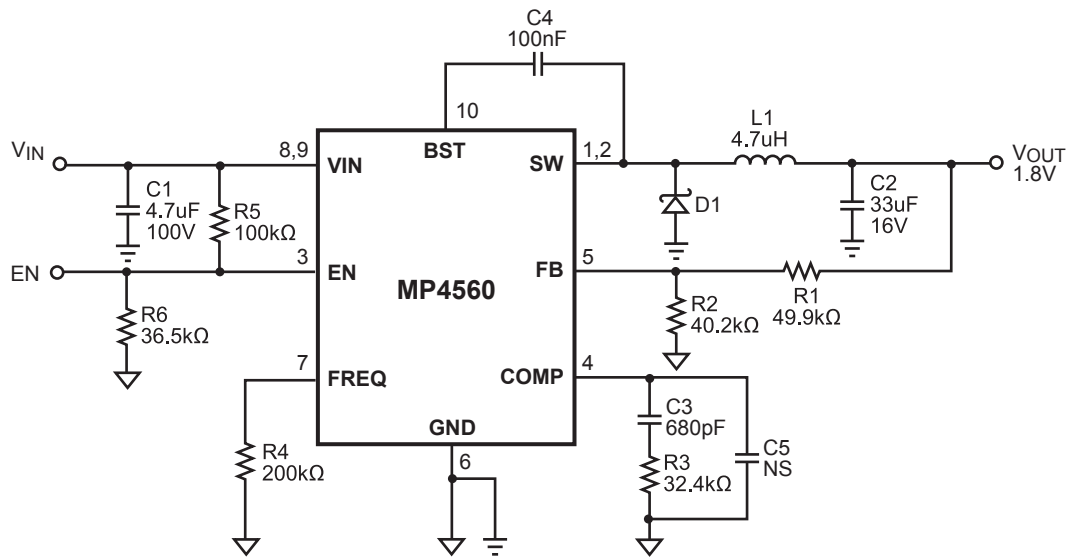 C4
100nF
10
L1
4.7uH
VIN
8,9
VIN
BST
SW
1,2
VOUT
1.8V
C1
4.7uF
100V
R5
100kΩ
D1
C2
33uF
16V
EN
3
EN
MP4560
FB
5
R6
36.5kΩ
R2
40.2kΩ
R1
49.9kΩ
7
FREQ
COMP
4
GND
6
R4
200kΩ
C3
680pF
R3
32.4kΩ
C5
NS